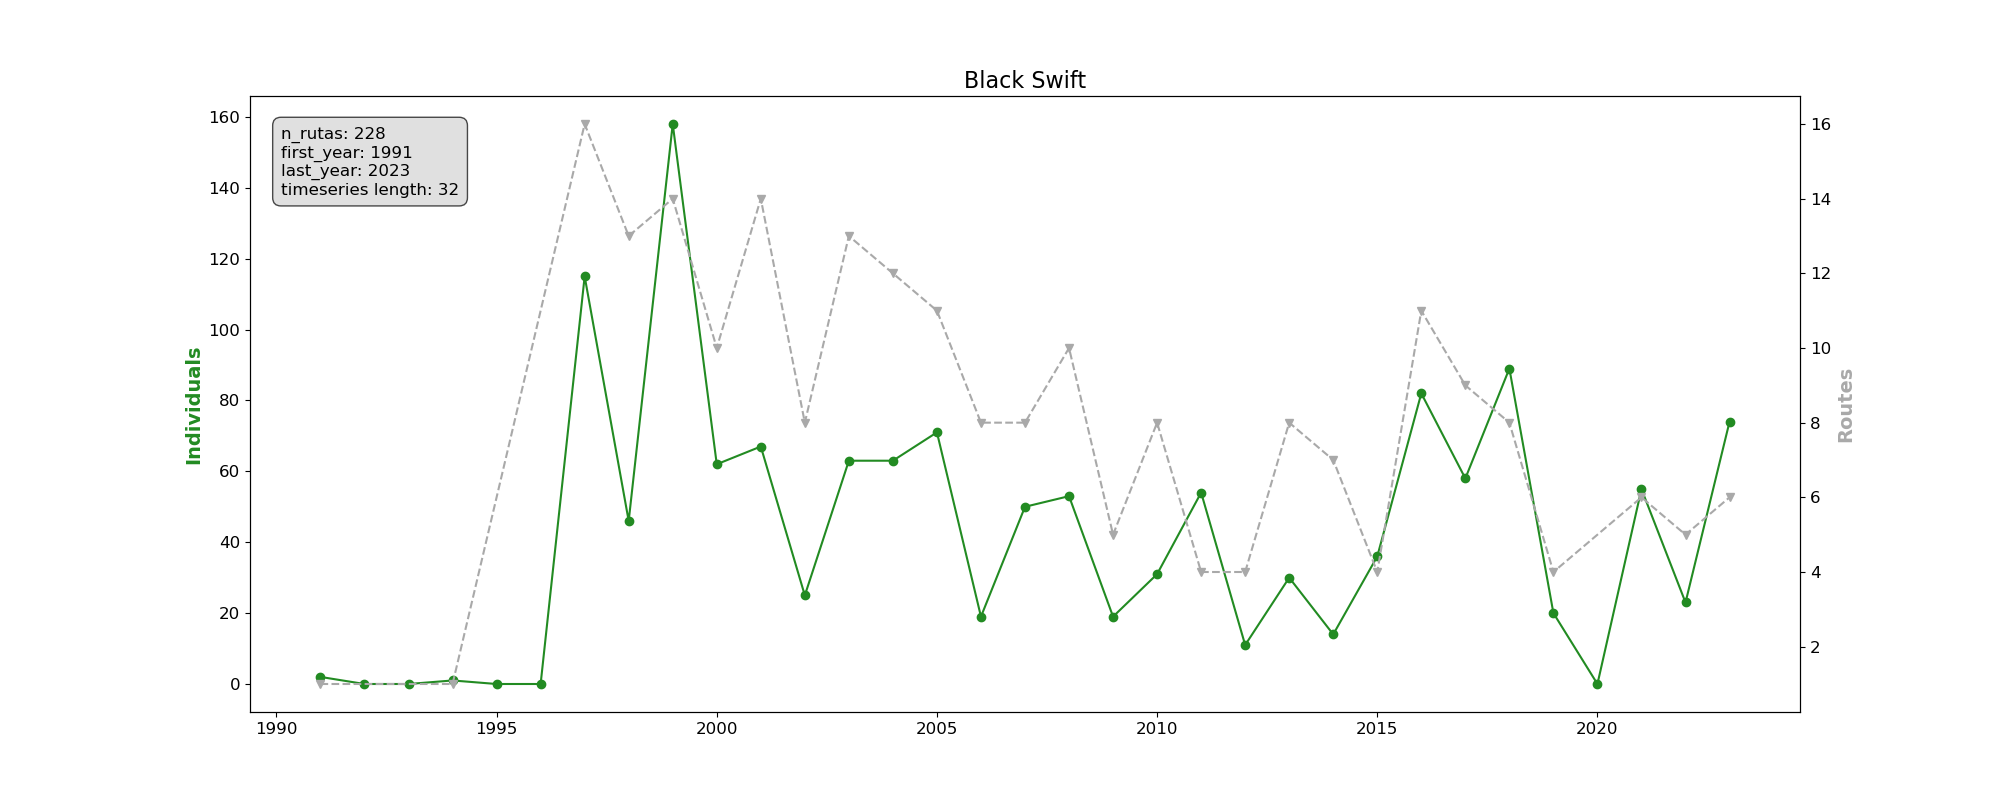 Black Swift
n_rutas: 228
first_year: 1991
last_year: 2023
timeseries length: 32
Individuals
160
140
120
100
80
60
40
20
0
Routes
16
14
12
10
8
6
4
2
1990 1995 2000 2005 2010 2015 2020